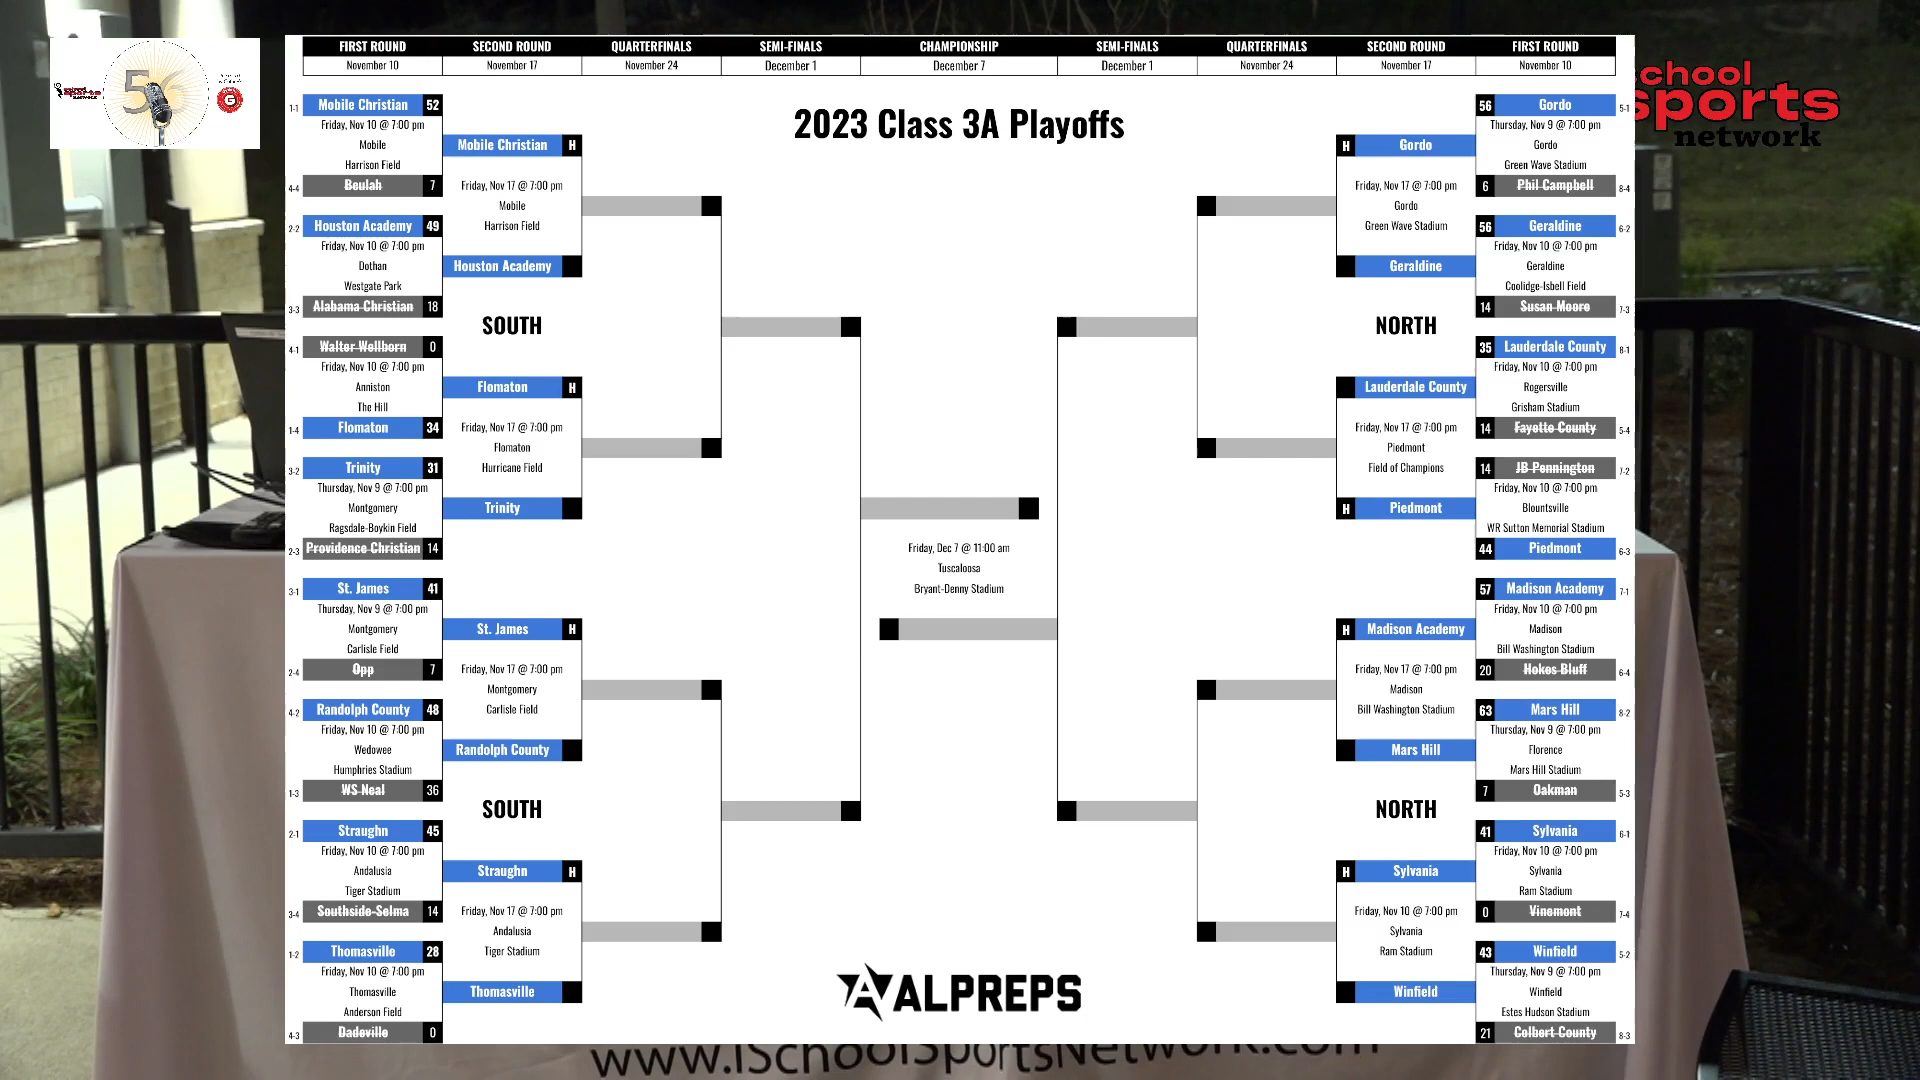 FIRST ROUND SECOND ROUND QUARTERFINALS SEMI-FINALS CHAMPIONSHIP SEMI-FINALS QUARTERFINALS SECOND ROUND FIRST ROUND
November 10 November 17 November 24 December 1 December 7 December 1 November 24 November 17 November 10
2023 Class 3A Playoffs
1-1 Mobile Christian 52
Friday, Nov 10 @ 7:00 pm
Mobile
Harrison Field
4-4 Beulah 7
2-2 Houston Academy 49
Friday, Nov 10 @ 7:00 pm
Dothan
Westgate Park
3-3 Alabama Christian 18
4-1 Walter Wellborn 0
Friday, Nov 10 @ 7:00 pm
Anniston
The Hill
1-4 Flomaton 34
3-2 Trinity 31
Thursday, Nov 9 @ 7:00 pm
Montgomery
Ragsdale-Boykin Field
2-3 Providence Christian 14
3-1 St. James 41
Thursday, Nov 9 @ 7:00 pm
Montgomery
Carlisle Field
2-4 Opp 7
4-2 Randolph County 48
Friday, Nov 10 @ 7:00 pm
Wedowee
Humphries Stadium
1-3 WS Neal 36
2-1 Straughn 45
Friday, Nov 10 @ 7:00 pm
Andalusia
Tiger Stadium
3-4 Southside-Selma 14
1-2 Thomasville 28
Friday, Nov 10 @ 7:00 pm
Thomasville
Anderson Field
4-3 Dadeville 0
Mobile Christian H
Friday, Nov 17 @ 7:00 pm
Mobile
Harrison Field
Houston Academy
SOUTH
Flomaton H
Friday, Nov 17 @ 7:00 pm
Flomaton
Hurricane Field
Trinity
St. James H
Friday, Nov 17 @ 7:00 pm
Montgomery
Carlisle Field
Randolph County
SOUTH
Straughn H
Friday, Nov 17 @ 7:00 pm
Andalusia
Tiger Stadium
Thomasville
Friday, Dec 7 @ 11:00 am
Tuscaloosa
Bryant-Denny Stadium
ALPREPS
H Gordo
Friday, Nov 17 @ 7:00 pm
Gordo
Green Wave Stadium
Geraldine
NORTH
Lauderdale County
Friday, Nov 17 @ 7:00 pm
Piedmont
Field of Champions
H Piedmont
H Madison Academy
Friday, Nov 17 @ 7:00 pm
Madison
Bill Washington Stadium
Mars Hill
NORTH
H Sylvania
Friday, Nov 10 @ 7:00 pm
Sylvania
Ram Stadium
Winfield
56 Gordo 5-1
Thursday, Nov 9 @ 7:00 pm
Gordo
Green Wave Stadium
6 Phil Campbell 8-4
56 Geraldine 6-2
Friday, Nov 10 @ 7:00 pm
Geraldine
Coolidge-Isbell Field
14 Susan Moore 7-3
35 Lauderdale County 8-1
Friday, Nov 10 @ 7:00 pm
Rogersville
Grisham Stadium
14 Fayette County 5-4
14 JB Pennington 7-2
Friday, Nov 10 @ 7:00 pm
Blountsville
WR Sutton Memorial Stadium
44 Piedmont 6-3
57 Madison Academy 7-1
Friday, Nov 10 @ 7:00 pm
Madison
Bill Washington Stadium
20 Hokes Bluff 6-4
63 Mars Hill 8-2
Thursday, Nov 9 @ 7:00 pm
Florence
Mars Hill Stadium
7 Oakman 5-3
41 Sylvania 6-1
Friday, Nov 10 @ 7:00 pm
Sylvania
Ram Stadium
0 Vinemont 7-4
43 Winfield 5-2
Thursday, Nov 9 @ 7:00 pm
Winfield
Estes Hudson Stadium
21 Colbert County 8-3
chool
sports
network
56
sports
network
G
www.iSchoolSportsNetwork.com